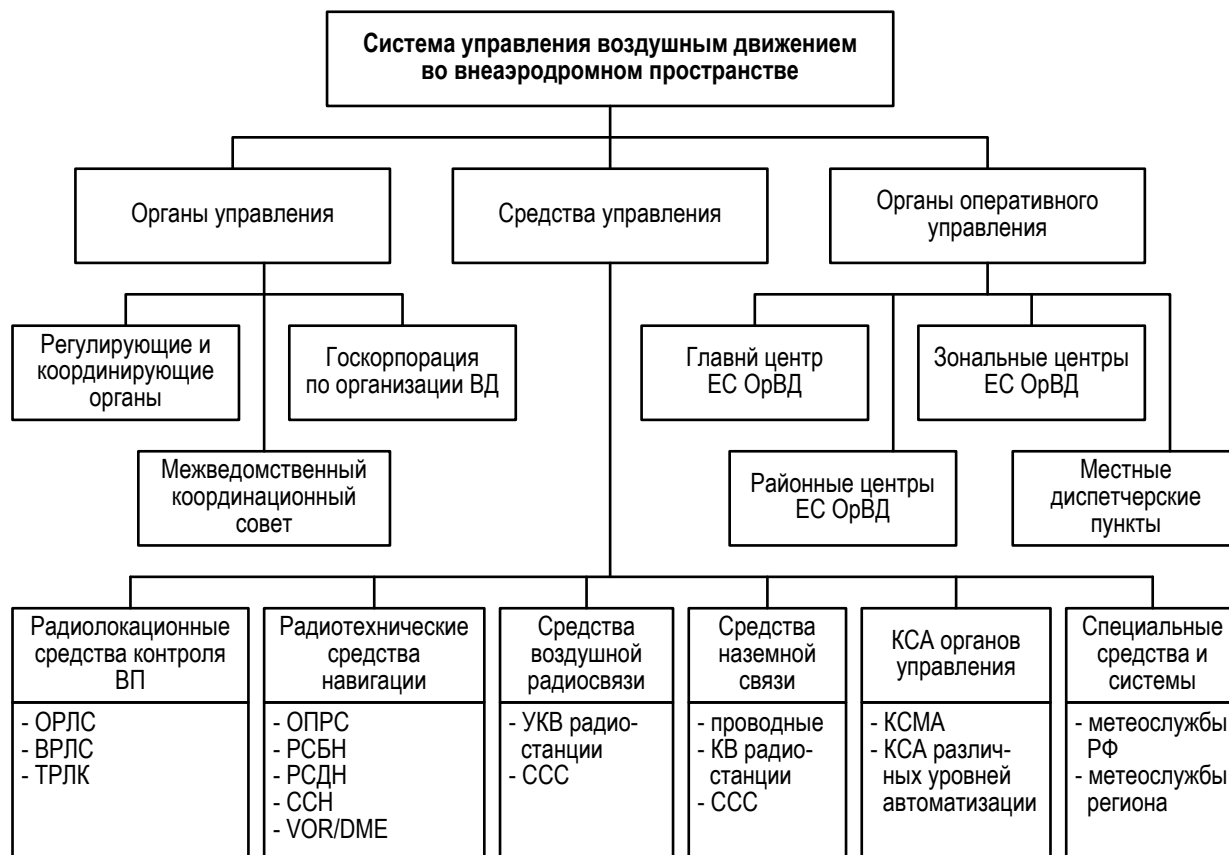 Система управления воздушным движением
во внеаэродромном пространстве
Органы управления
Средства управления
Органы оперативного
управления
Регулирующие и
координирующие
органы
Госкорпорация
по организации ВД
Межведомственный
координационный
совет
Главнй центр
ЕС ОрВД
Зональные центры
ЕС ОрВД
Районные центры
ЕС ОрВД
Местные
диспетчерские
пункты
Радиолокационные
средства контроля
ВП
- ОРЛС
- ВРЛС
- ТРЛК
Радиотехнические
средства
навигации
- ОПРС
- РСБН
- РСДН
- ССН
- VOR/DME
Средства
воздушной
радиосвязи
- УКВ радио-
станции
- ССС
Средства
наземной
связи
- проводные
- КВ радио-
станции
- ССС
КСА органов
управления
- КСМА
- КСА различ-
ных уровней
автоматизации
Специальные
средства и
системы
- метеослужбы
РФ
- метеослужбы
региона